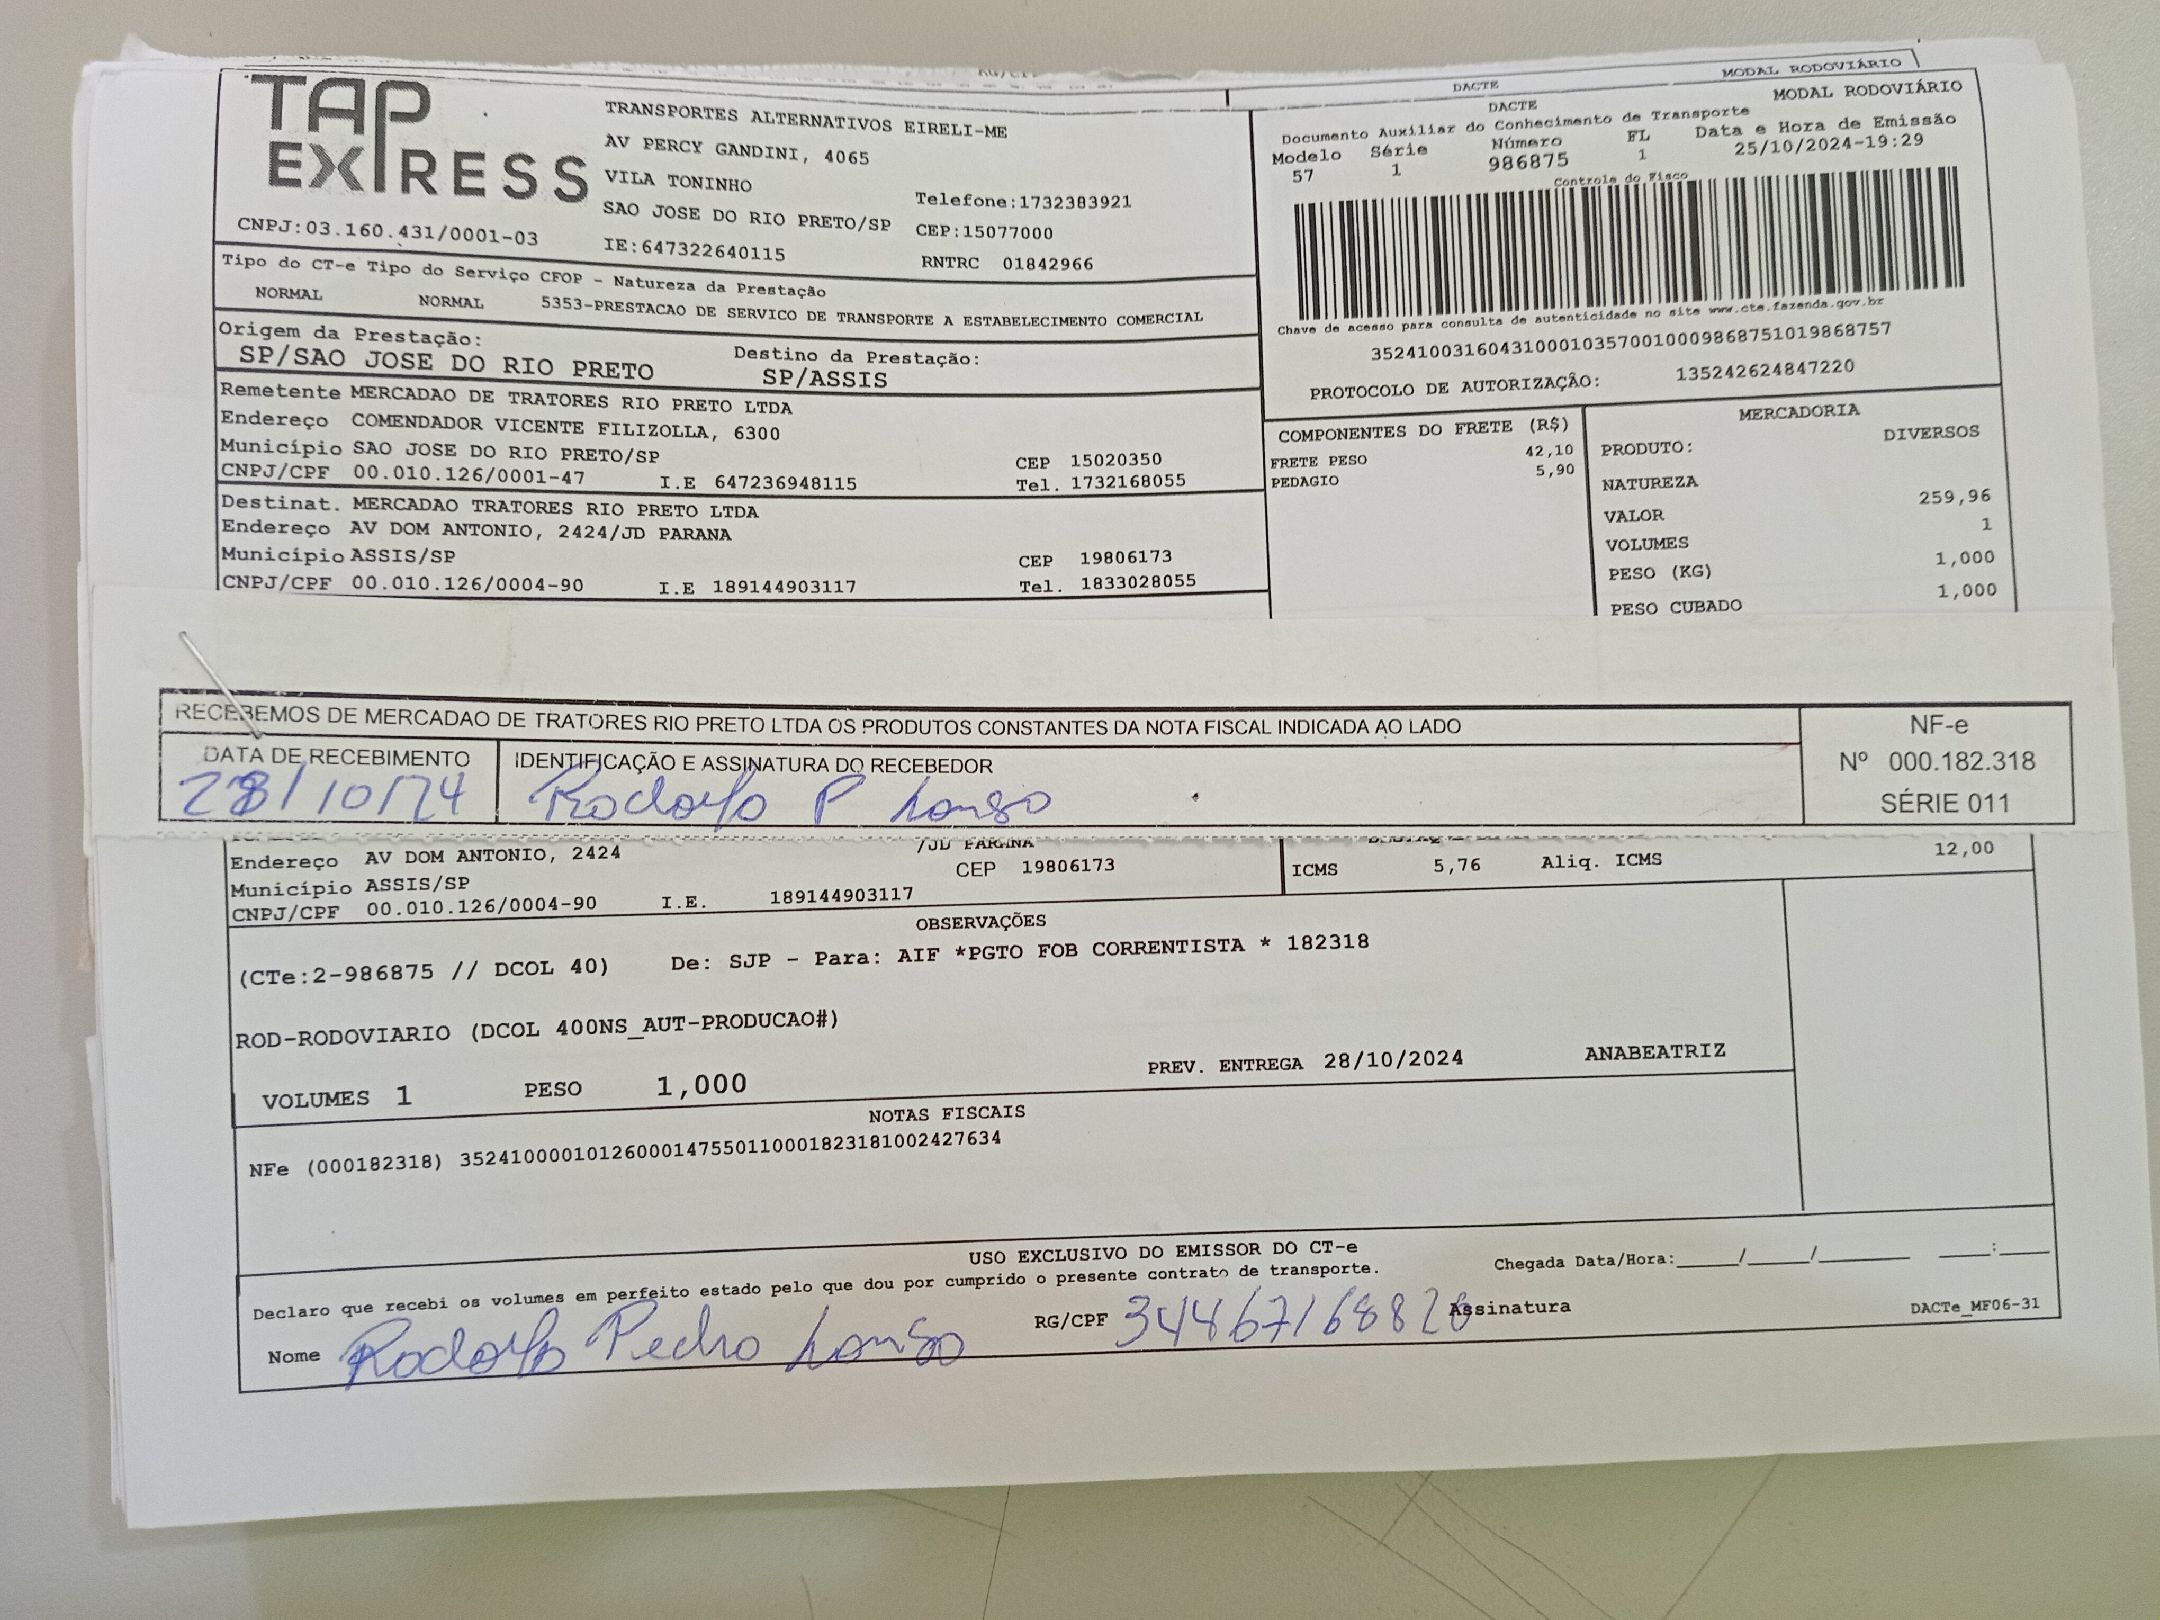 TAP EXPRESS
TRANSPORTES ALTERNATIVOS EIRELI-ME
AV PERCY GANDINI, 4065
VILA TONINHO
SAO JOSE DO RIO PRETO/SP
IE:647322640115
Telefone:1732383921
CEP:15077000
RNTRC 01842966
CNPJ:03.160.431/0001-03
DACTE
MODAL RODOVIÁRIO
DACTE
MODAL RODOVIÁRIO
Documento Auxiliar do Conhecimento de Transporte
Modelo Série Número FL Data e Hora de Emissão
57 1 986875 1 25/10/2024-19:29
Controle do Fisco
Chave de acesso para consulta de autenticidade no site www.cte.fazenda.gov.br
35241003160431000103570010009868751019868757
PROTOCOLO DE AUTORIZAÇÃO: 135242624847220
Tipo do CT-e Tipo do Serviço CFOP - Natureza da Prestação
NORMAL NORMAL 5353-PRESTACAO DE SERVICO DE TRANSPORTE A ESTABELECIMENTO COMERCIAL
Origem da Prestação: Destino da Prestação:
SP/SAO JOSE DO RIO PRETO SP/ASSIS
Remetente MERCADAO DE TRATORES RIO PRETO LTDA
Endereço COMENDADOR VICENTE FILIZOLLA, 6300
Município SAO JOSE DO RIO PRETO/SP CEP 15020350
CNPJ/CPF 00.010.126/0001-47 I.E 647236948115 Tel. 1732168055
Destinat. MERCADAO TRATORES RIO PRETO LTDA
Endereço AV DOM ANTONIO, 2424/JD PARANA
Município ASSIS/SP CEP 19806173
CNPJ/CPF 00.010.126/0004-90 I.E 189144903117 Tel. 1833028055
COMPONENTES DO FRETE (R$)
FRETE PESO 42,10
PEDAGIO 5,90
MERCADORIA
PRODUTO: DIVERSOS
NATUREZA
VALOR 259,96
VOLUMES 1
PESO (KG) 1,000
PESO CUBADO 1,000
RECEBEMOS DE MERCADAO DE TRATORES RIO PRETO LTDA OS PRODUTOS CONSTANTES DA NOTA FISCAL INDICADA AO LADO
DATA DE RECEBIMENTO IDENTIFICAÇÃO E ASSINATURA DO RECEBEDOR
28/10/24 Rodolfo P Lonso
NF-e
Nº 000.182.318
SÉRIE 011
Endereço AV DOM ANTONIO, 2424 /JD PARANA
Município ASSIS/SP CEP 19806173
CNPJ/CPF 00.010.126/0004-90 I.E. 189144903117
ICMS 5,76 Aliq. ICMS 12,00
OBSERVAÇÕES
(CTe:2-986875 // DCOL 40) De: SJP - Para: AIF *PGTO FOB CORRENTISTA * 182318
ROD-RODOVIARIO (DCOL 400NS_AUT-PRODUCAO#)
VOLUMES 1 PESO 1,000 PREV. ENTREGA 28/10/2024 ANABEATRIZ
NOTAS FISCAIS
NFe (000182318) 35241000010126000147550110001823181002427634
USO EXCLUSIVO DO EMISSOR DO CT-e
Declaro que recebi os volumes em perfeito estado pelo que dou por cumprido o presente contrato de transporte.
Chegada Data/Hora:_____/_____/_______ ____:____
Nome Rodolfo Pedro Lonso RG/CPF 34467168826 Assinatura
DACTe_MF06-31